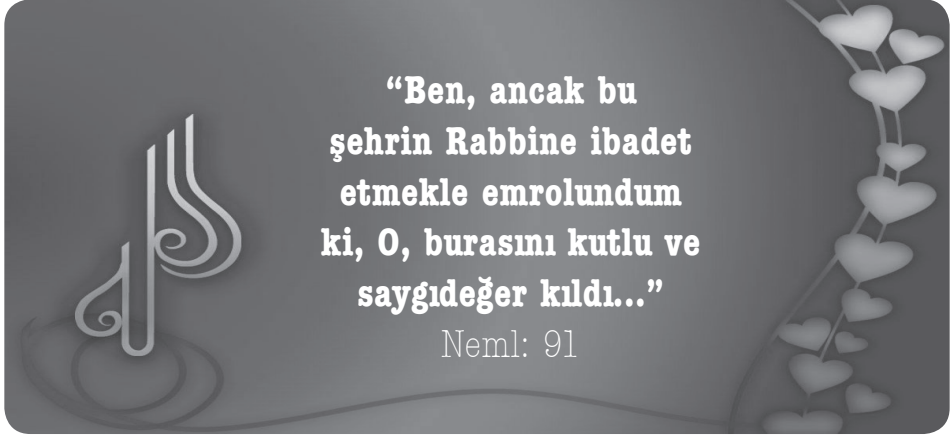 “Ben, ancak bu
şehrin Rabbine ibadet
etmekle emrolundum
ki, O, burasını kutlu ve
saygıdeğer kıldı...”
Neml: 91